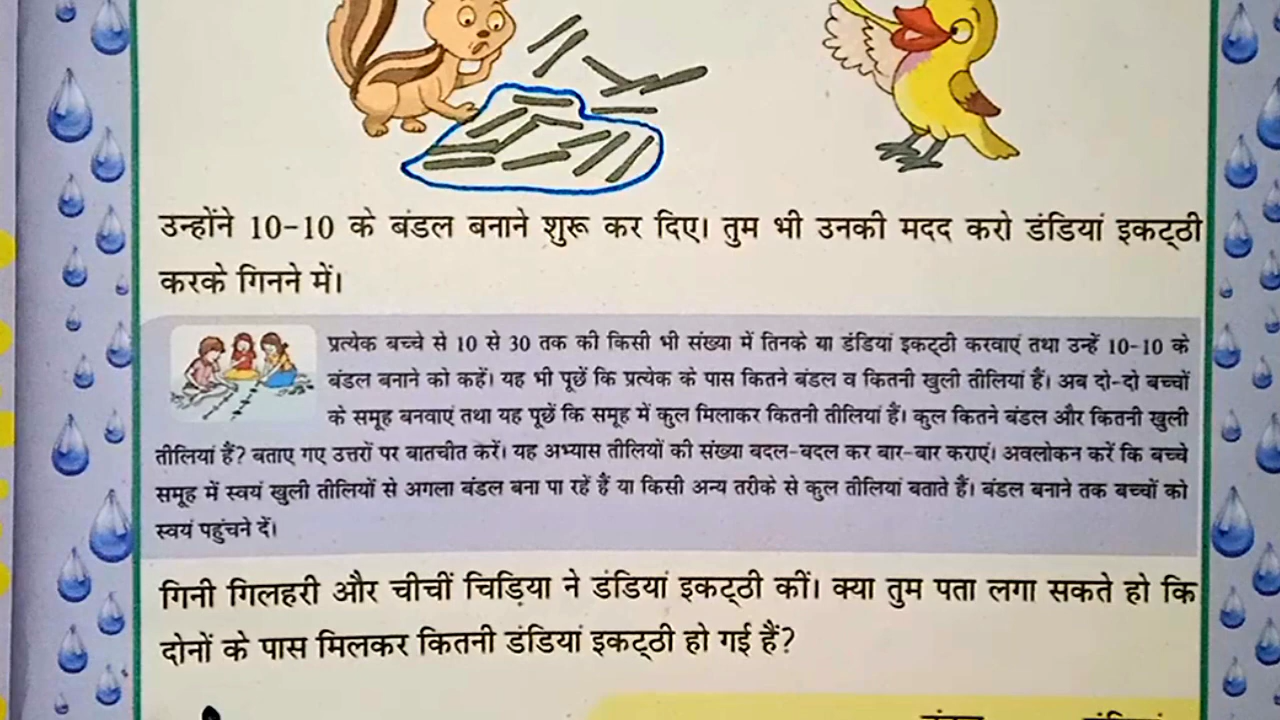 उन्होंने 10-10 के बंडल बनाने शुरू कर दिए। तुम भी उनकी मदद करो डंडियां इकट्ठी
करके गिनने में।
प्रत्येक बच्चे से 10 से 30 तक की किसी भी संख्या में तिनके या डंडियां इकट्ठी करवाएं तथा उन्हें 10-10 के
बंडल बनाने को कहें। यह भी पूछें कि प्रत्येक के पास कितने बंडल व कितनी खुली तीलियां हैं। अब दो-दो बच्चों
के समूह बनवाएं तथा यह पूछें कि समूह में कुल मिलाकर कितनी तीलियां हैं। कुल कितने बंडल और कितनी खुली
तीलियां हैं? बताए गए उत्तरों पर बातचीत करें। यह अभ्यास तीलियों की संख्या बदल-बदल कर बार-बार कराएं। अवलोकन करें कि बच्चे
समूह में स्वयं खुली तीलियों से अगला बंडल बना पा रहें हैं या किसी अन्य तरीके से कुल तीलियां बताते हैं। बंडल बनाने तक बच्चों को
स्वयं पहुंचने दें।
गिनी गिलहरी और चीचीं चिड़िया ने डंडियां इकट्ठी कीं। क्या तुम पता लगा सकते हो कि
दोनों के पास मिलकर कितनी डंडियां इकट्ठी हो गई हैं?